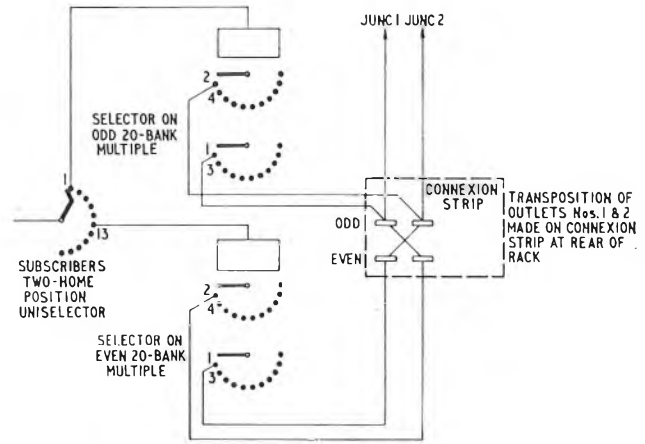 JUNC 1 JUNC 2
2
4
SELECTOR ON
ODD 20-BANK
MULTIPLE
1
3
1
13
SUBSCRIBERS
TWO-HOME
POSITION
UNISELECTOR
CONNEXION
STRIP
ODD
EVEN
TRANSPOSITION OF
OUTLETS Nos. 1 & 2
MADE ON CONNEXION
STRIP AT REAR OF
RACK
2
4
SELECTOR ON
EVEN 20-BANK
MULTIPLE
1
3